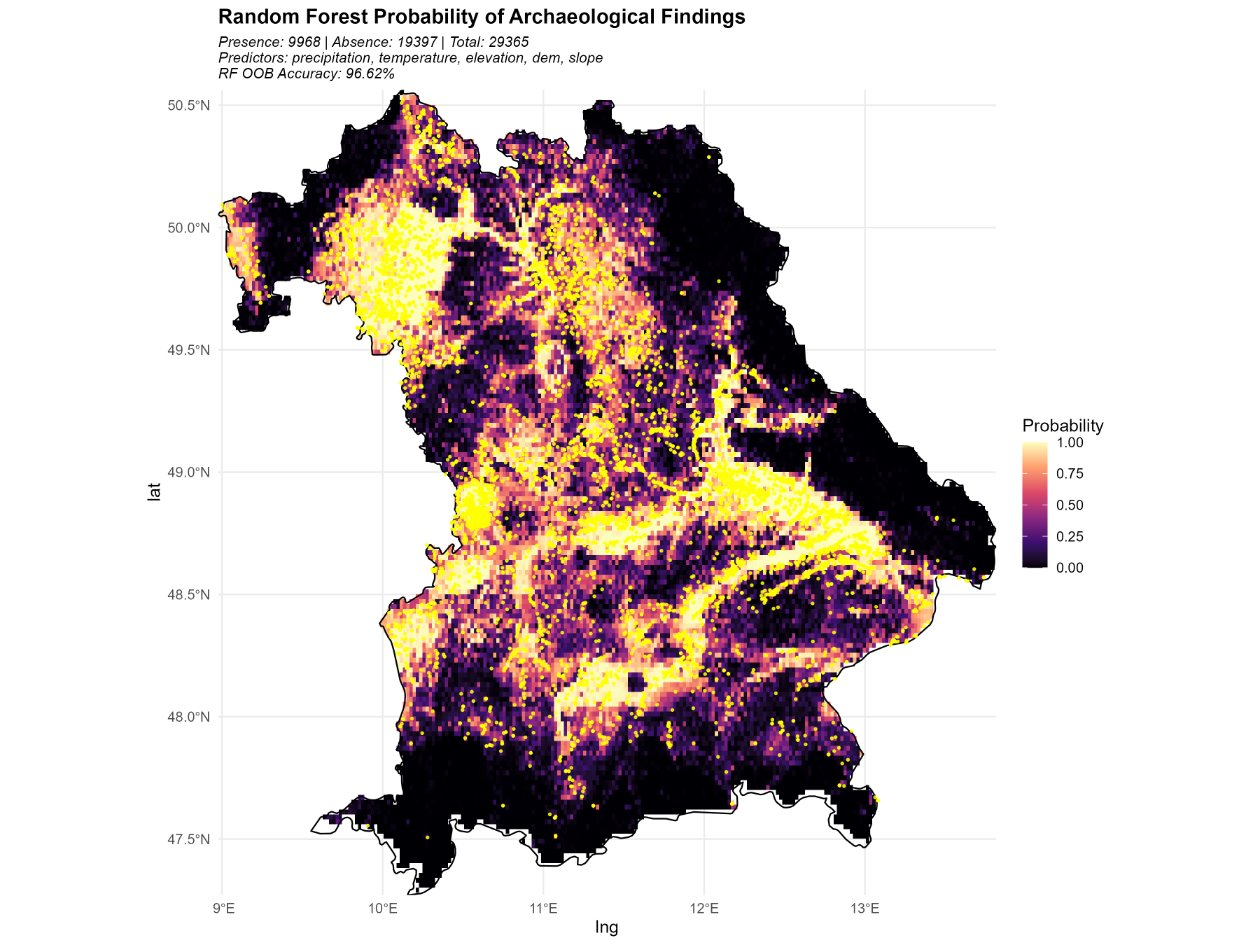 Random Forest Probability of Archaeological Findings
Presence: 9968 | Absence: 19397 | Total: 29365
Predictors: precipitation, temperature, elevation, dem, slope
RF OOB Accuracy: 96.62%
50.5°N
50.0°N
49.5°N
49.0°N
48.5°N
48.0°N
47.5°N
lat
9°E
10°E
11°E
12°E
13°E
lng
Probability
1.00
0.75
0.50
0.25
0.00